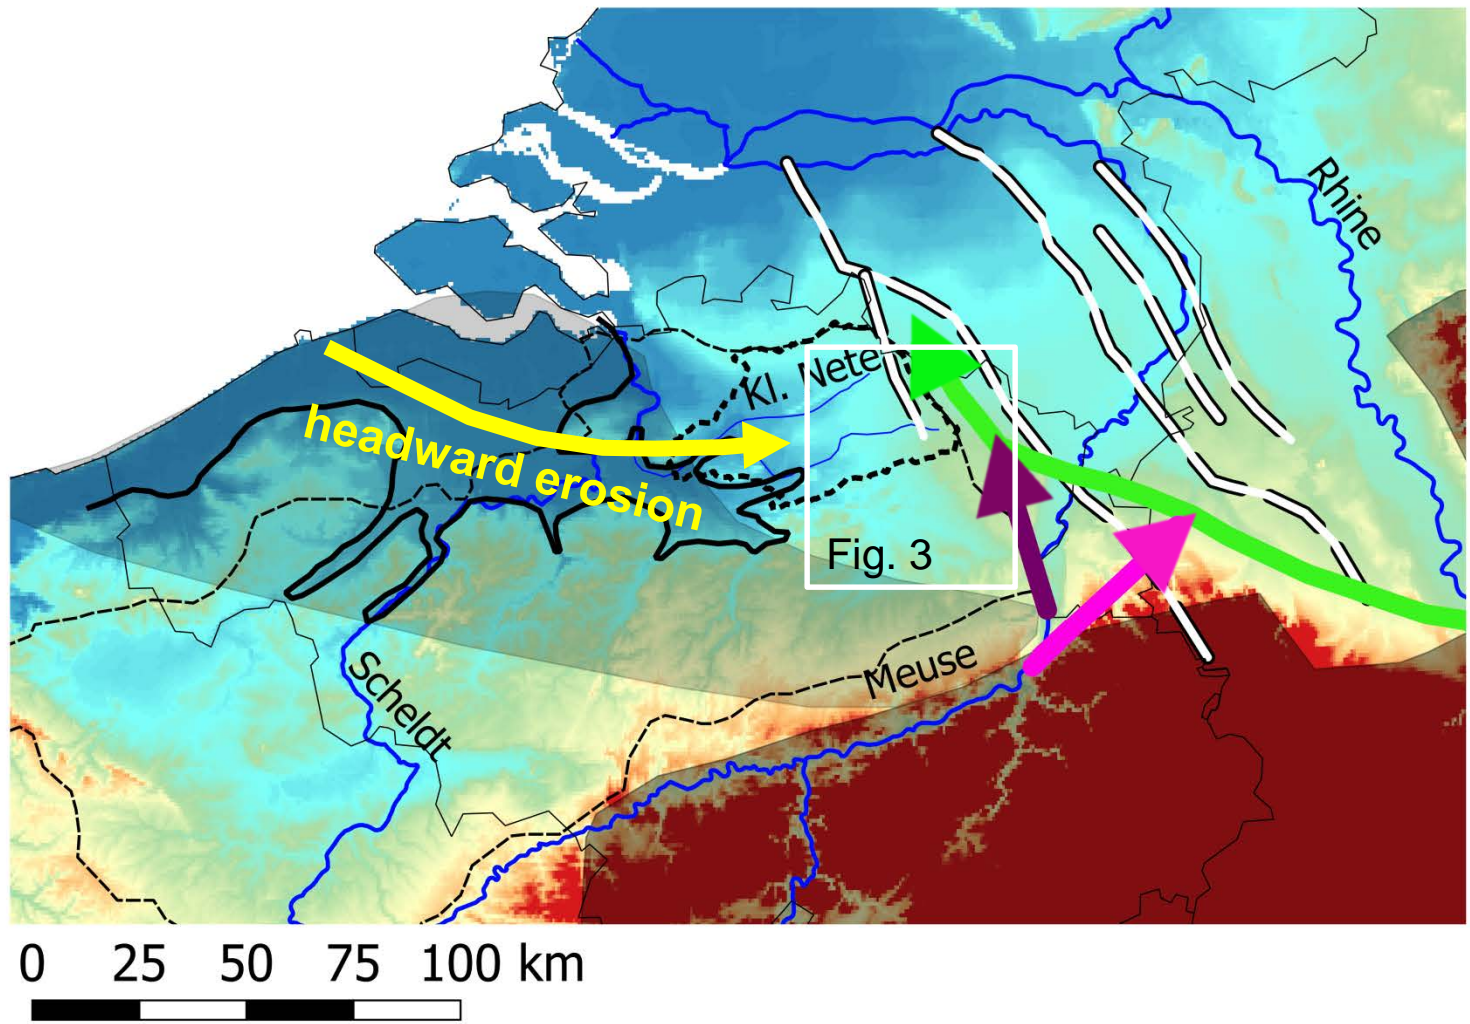 Rhine
Kl. Nete
headward erosion
Fig. 3
Meuse
Scheldt
0 25 50 75 100 km